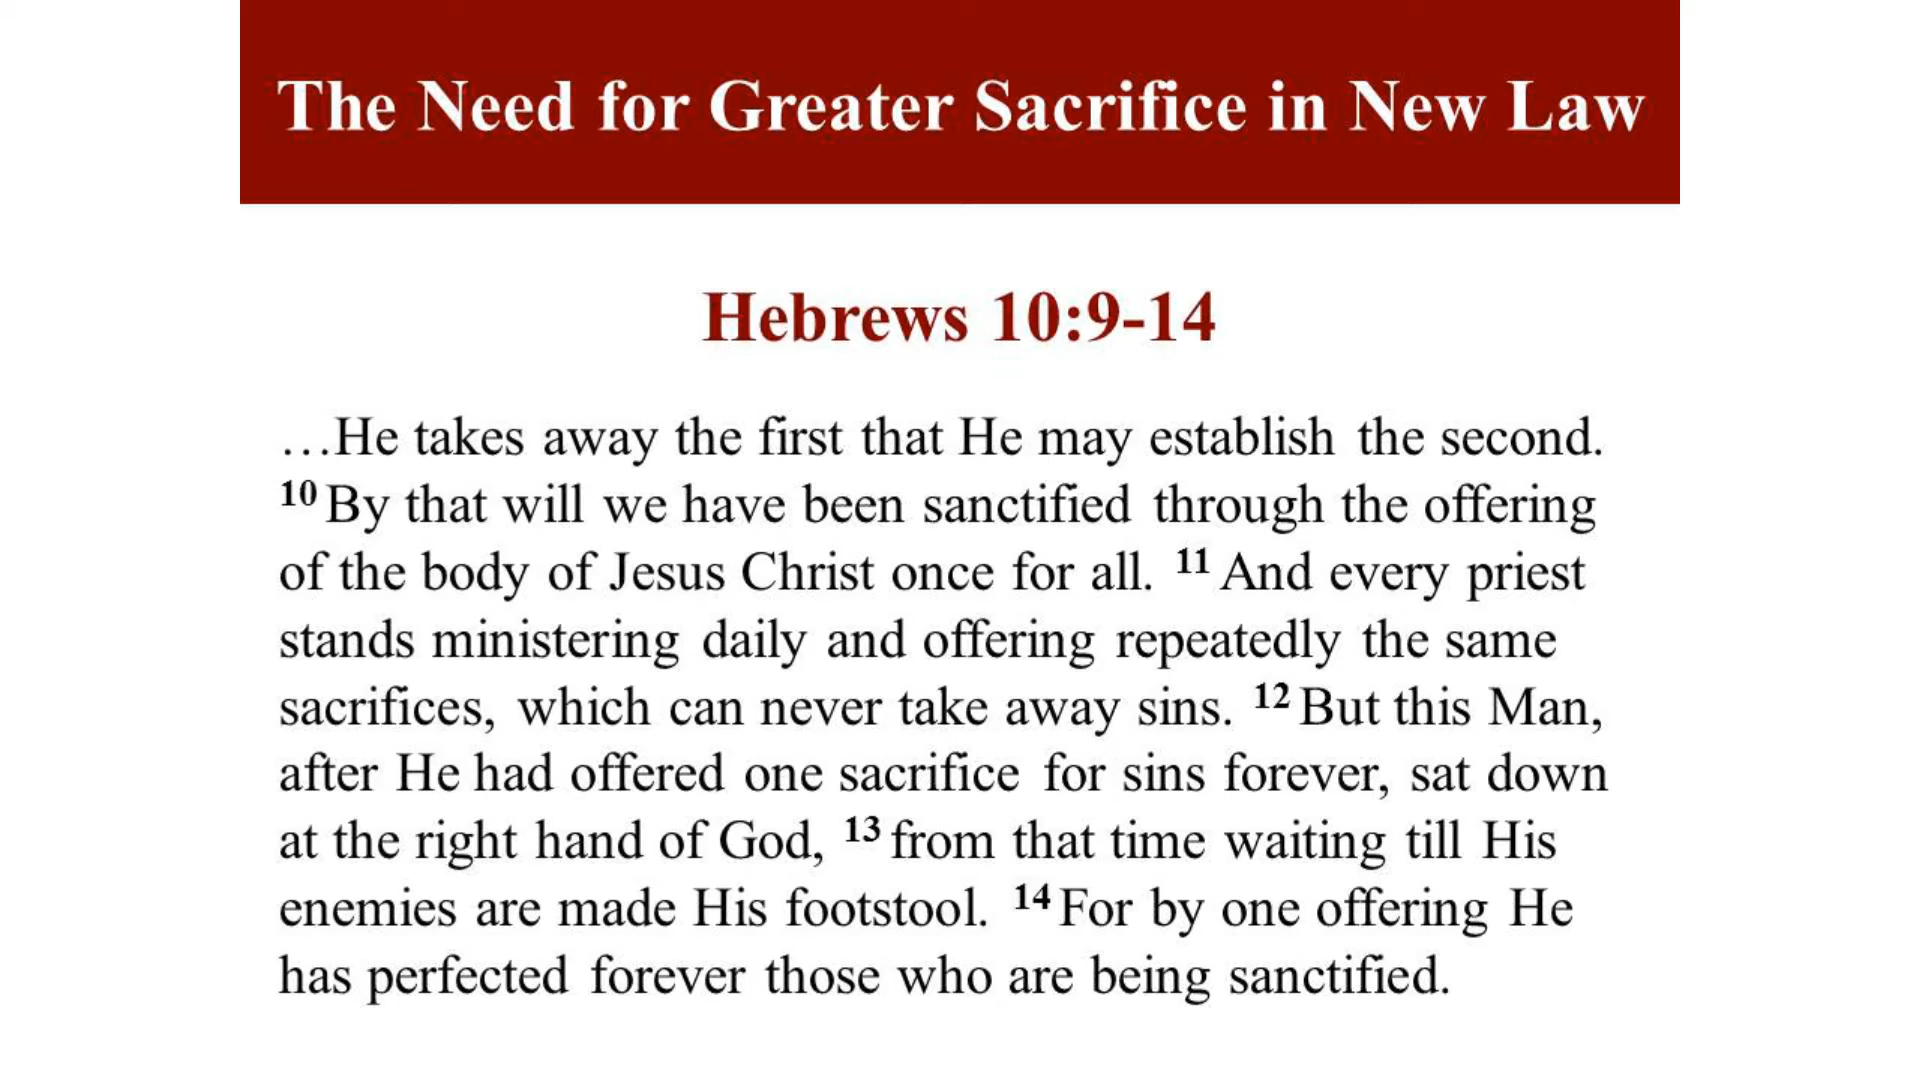 The Need for Greater Sacrifice in New Law
Hebrews 10:9-14
…He takes away the first that He may establish the second.
10 By that will we have been sanctified through the offering
of the body of Jesus Christ once for all. 11 And every priest
stands ministering daily and offering repeatedly the same
sacrifices, which can never take away sins. 12 But this Man,
after He had offered one sacrifice for sins forever, sat down
at the right hand of God, 13 from that time waiting till His
enemies are made His footstool. 14 For by one offering He
has perfected forever those who are being sanctified.